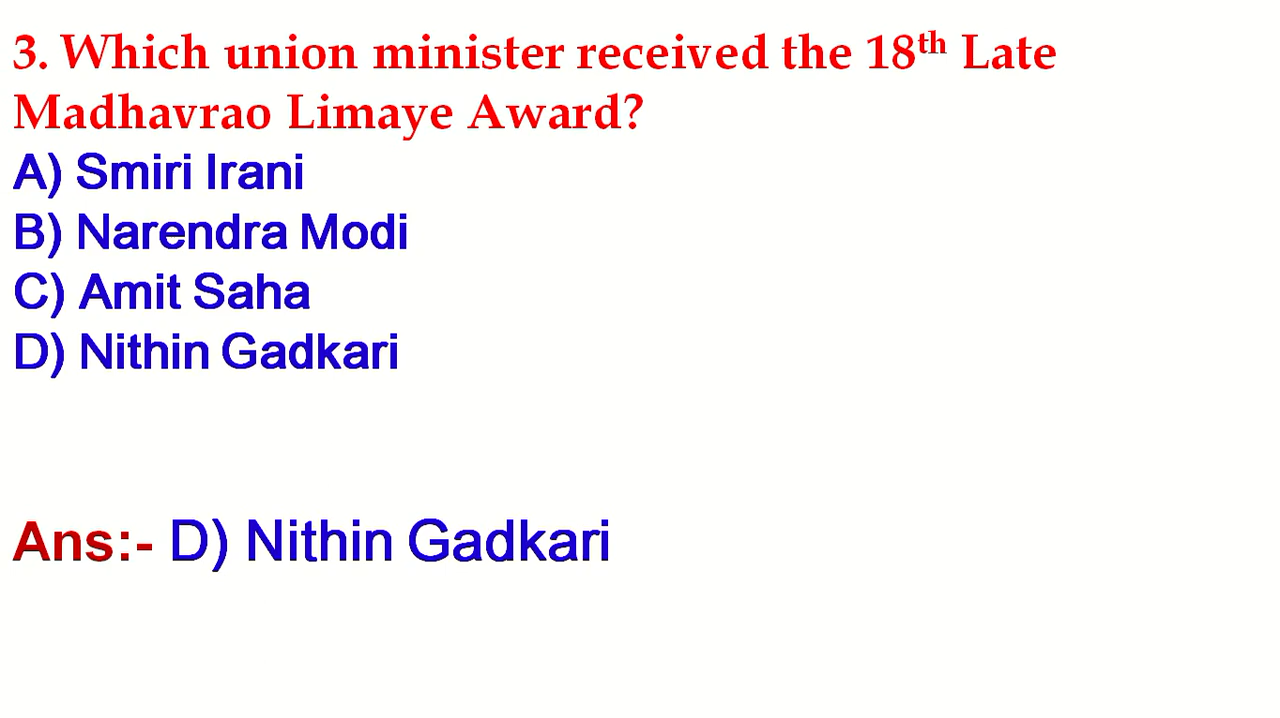 3. Which union minister received the 18th Late
Madhavrao Limaye Award?
A) Smiri Irani
B) Narendra Modi
C) Amit Saha
D) Nithin Gadkari
Ans:- D) Nithin Gadkari